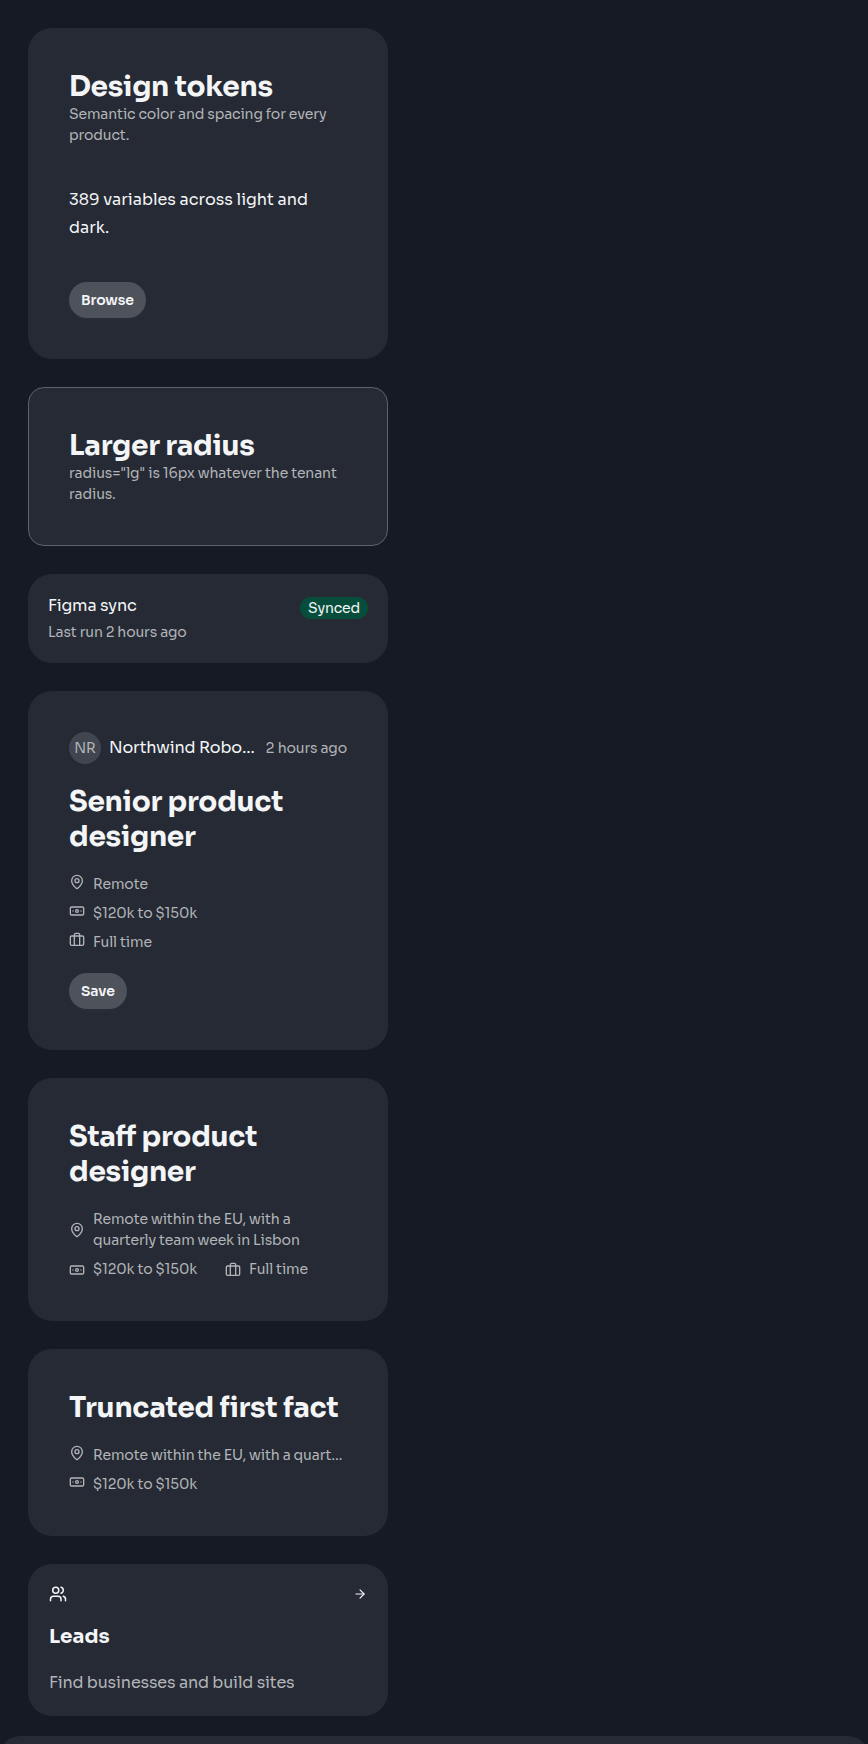 Design tokens
Semantic color and spacing for every
product.
389 variables across light and
dark.
Browse
Larger radius
radius="lg" is 16px whatever the tenant
radius.
Figma sync
Synced
Last run 2 hours ago
NR Northwind Robo... 2 hours ago
Senior product
designer
Remote
$120k to $150k
Full time
Save
Staff product
designer
Remote within the EU, with a
quarterly team week in Lisbon
$120k to $150k Full time
Truncated first fact
Remote within the EU, with a quart...
$120k to $150k
Leads
Find businesses and build sites